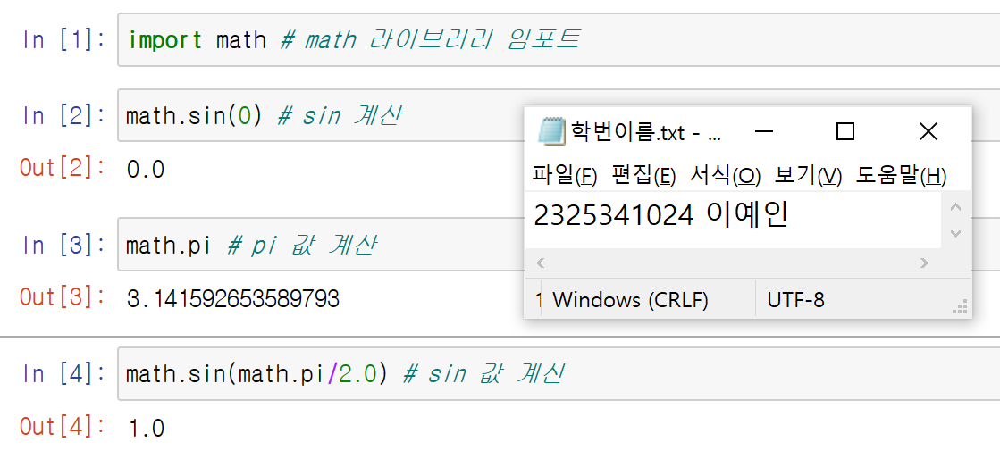 In [1]: import math # math 라이브러리 임포트
In [2]: math.sin(0) # sin 계산
Out[2]: 0.0
In [3]: math.pi # pi 값 계산
Out[3]: 3.141592653589793
In [4]: math.sin(math.pi/2.0) # sin 값 계산
Out[4]: 1.0
학번이름.txt - ...
파일(F) 편집(E) 서식(O) 보기(V) 도움말(H)
2325341024 이예인
1 Windows (CRLF) UTF-8